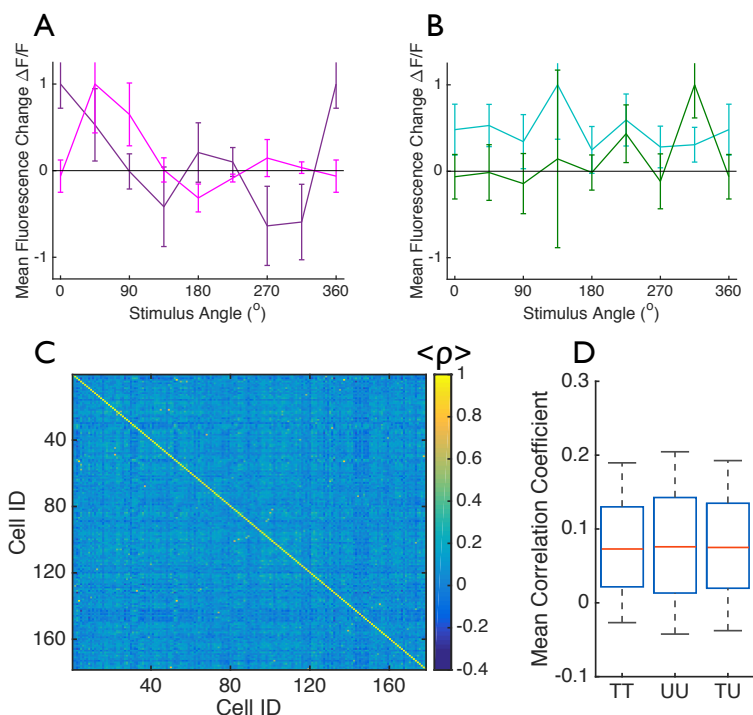 A
Mean Fluorescence Change ΔF/F
1
0
-1
0
90
180
270
360
Stimulus Angle (o)
B
Mean Fluorescence Change ΔF/F
1
0
-1
0
90
180
270
360
Stimulus Angle (o)
C
<ρ>
Cell ID
40
80
120
160
40
80
120
160
Cell ID
1
0.8
0.6
0.4
0.2
0
-0.2
-0.4
D
Mean Correlation Coefficient
0.3
0.2
0.1
0
-0.1
TT
UU
TU